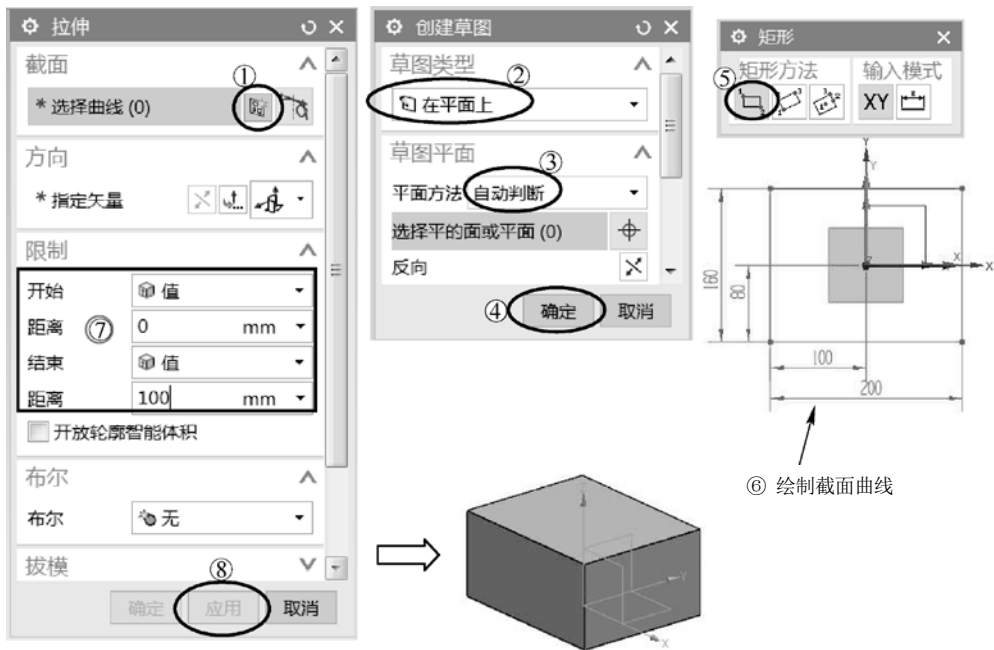 拉伸
截面
①
* 选择曲线 (0)
方向
* 指定矢量
限制
开始 值
距离 ⑦ 0 mm
结束 值
距离 100 mm
开放轮廓智能体积
布尔
布尔 无
拔模
⑧
确定 应用 取消
创建草图
草图类型
②
在平面上
草图平面
③
平面方法 自动判断
选择平的面或平面 (0)
反向
④ 确定 取消
矩形
⑤ 矩形方法 输入模式
XY
Y
Y
X
X
160
80
100
200
⑥ 绘制截面曲线
Z
Y
X